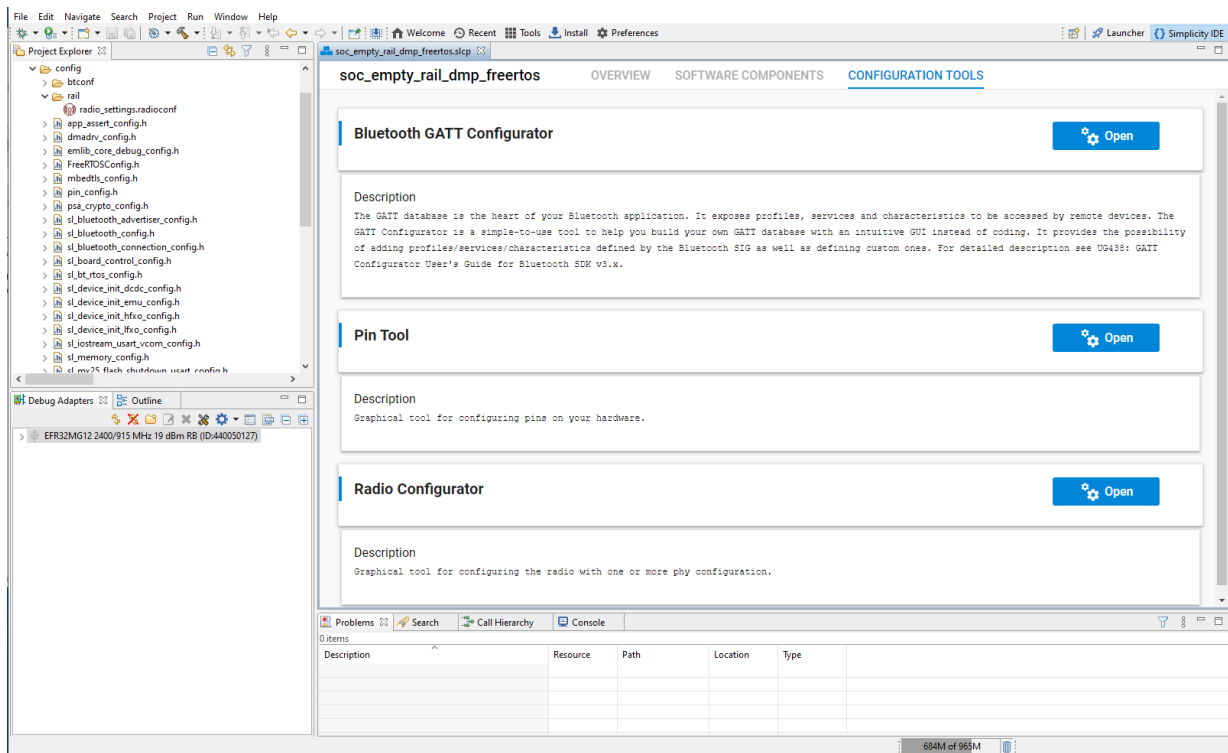 File Edit Navigate Search Project Run Window Help
Welcome Recent Tools Install Preferences
Launcher {} Simplicity IDE
Project Explorer
config
btconf
rail
radio_settings.radioconf
app_assert_config.h
dmadrv_config.h
emlib_core_debug_config.h
FreeRTOSConfig.h
mbedtls_config.h
pin_config.h
psa_crypto_config.h
sl_bluetooth_advertiser_config.h
sl_bluetooth_config.h
sl_bluetooth_connection_config.h
sl_board_control_config.h
sl_bt_rtos_config.h
sl_device_init_dcdc_config.h
sl_device_init_emu_config.h
sl_device_init_hfxo_config.h
sl_device_init_lfxo_config.h
sl_iostream_usart_vcom_config.h
sl_memory_config.h
sl_mx25_flash_shutdown_usart_config.h
Debug Adapters Outline
EFR32MG12 2400/915 MHz 19 dBm RB (ID:440050127)
soc_empty_rail_dmp_freertos.slcp
soc_empty_rail_dmp_freertos OVERVIEW SOFTWARE COMPONENTS CONFIGURATION TOOLS
Bluetooth GATT Configurator
Open
Description
The GATT database is the heart of your Bluetooth application. It exposes profiles, services and characteristics to be accessed by remote devices. The
GATT Configurator is a simple-to-use tool to help you build your own GATT database with an intuitive GUI instead of coding. It provides the possibility
of adding profiles/services/characteristics defined by the Bluetooth SIG as well as defining custom ones. For detailed description see UG438: GATT
Configurator User's Guide for Bluetooth SDK v3.x.
Pin Tool
Open
Description
Graphical tool for configuring pins on your hardware.
Radio Configurator
Open
Description
Graphical tool for configuring the radio with one or more phy configuration.
Problems Search Call Hierarchy Console
0 items
Description Resource Path Location Type
684M of 965M